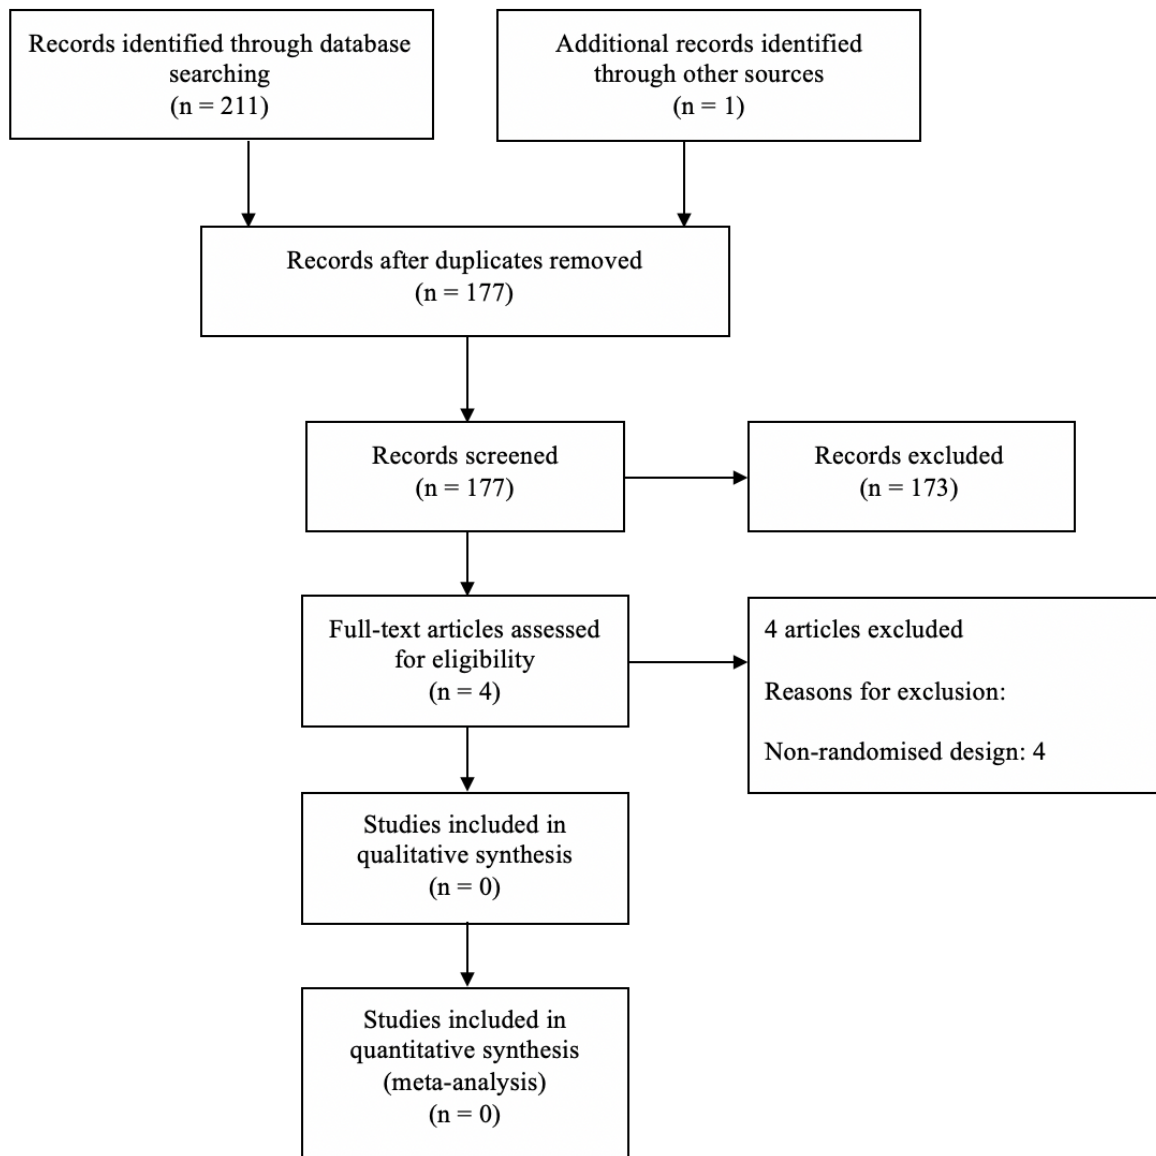 Records identified through database
searching
(n = 211)
Additional records identified
through other sources
(n = 1)
Records after duplicates removed
(n = 177)
Records screened
(n = 177)
Records excluded
(n = 173)
Full-text articles assessed
for eligibility
(n = 4)
4 articles excluded
Reasons for exclusion:
Non-randomised design: 4
Studies included in
qualitative synthesis
(n = 0)
Studies included in
quantitative synthesis
(meta-analysis)
(n = 0)